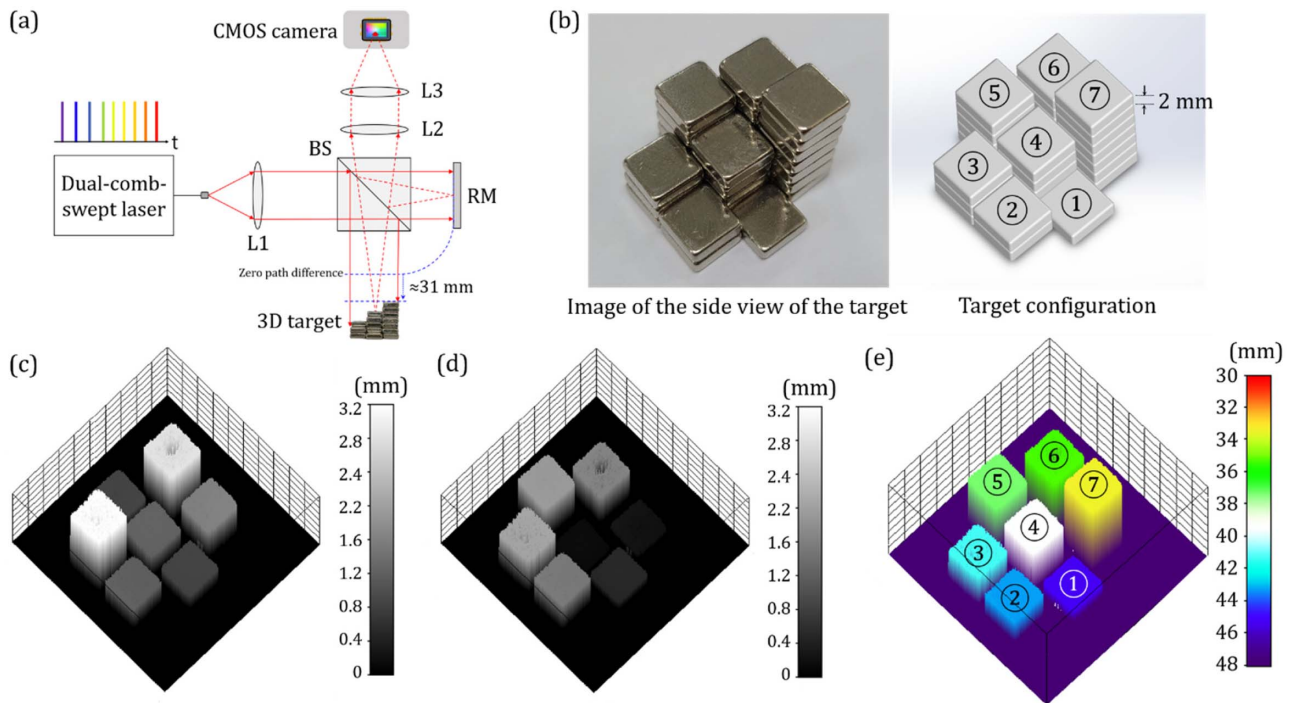 (a)
CMOS camera
L3
L2
t
BS
Dual-comb-
swept laser
RM
L1
Zero path difference
≈31 mm
3D target
(b)
⑥
⑤
⑦
2 mm
④
③
②
①
Image of the side view of the target
Target configuration
(c)
(mm)
3.2
2.8
2.4
2.0
1.6
1.2
0.8
0.4
0
(d)
(mm)
3.2
2.8
2.4
2.0
1.6
1.2
0.8
0.4
0
(e)
(mm)
30
32
34
36
38
40
42
44
46
48
⑥
⑤
⑦
④
③
①
②